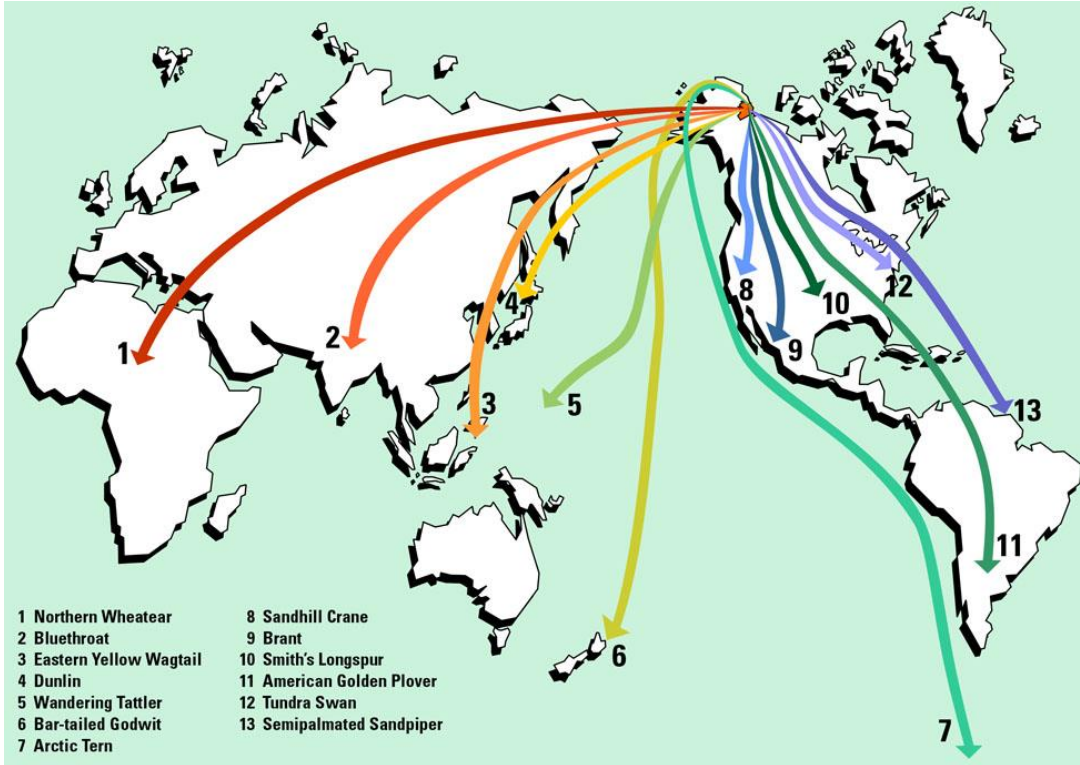 1
2
3
4
5
6
7
8
9
10
11
12
13
1 Northern Wheatear
2 Bluethroat
3 Eastern Yellow Wagtail
4 Dunlin
5 Wandering Tattler
6 Bar-tailed Godwit
7 Arctic Tern
8 Sandhill Crane
9 Brant
10 Smith's Longspur
11 American Golden Plover
12 Tundra Swan
13 Semipalmated Sandpiper